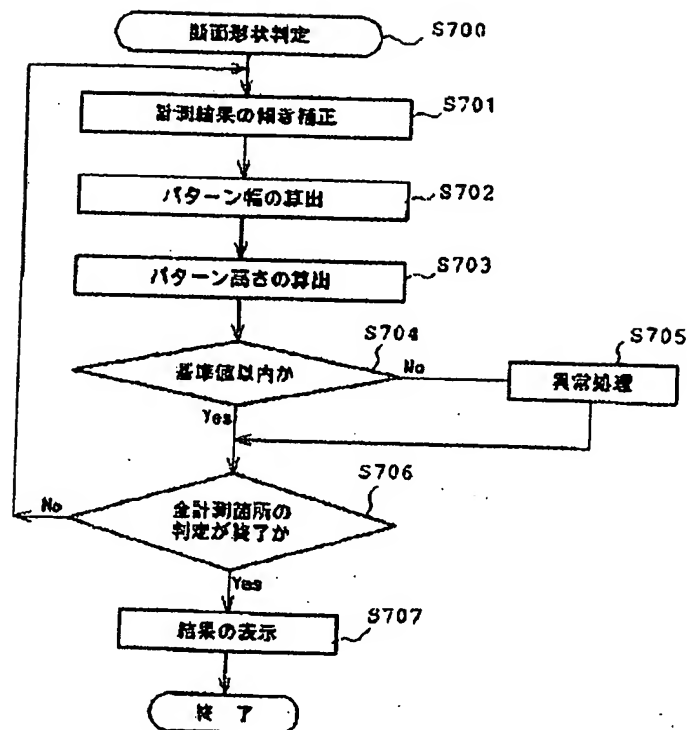 断面形状判定
S700
計測結果の傾き補正
S701
パターン幅の算出
S702
パターン高さの算出
S703
基準値以内か
S704
No
異常処理
S705
Yes
全計測箇所の
判定が終了か
S706
No
Yes
結果の表示
S707
終 了